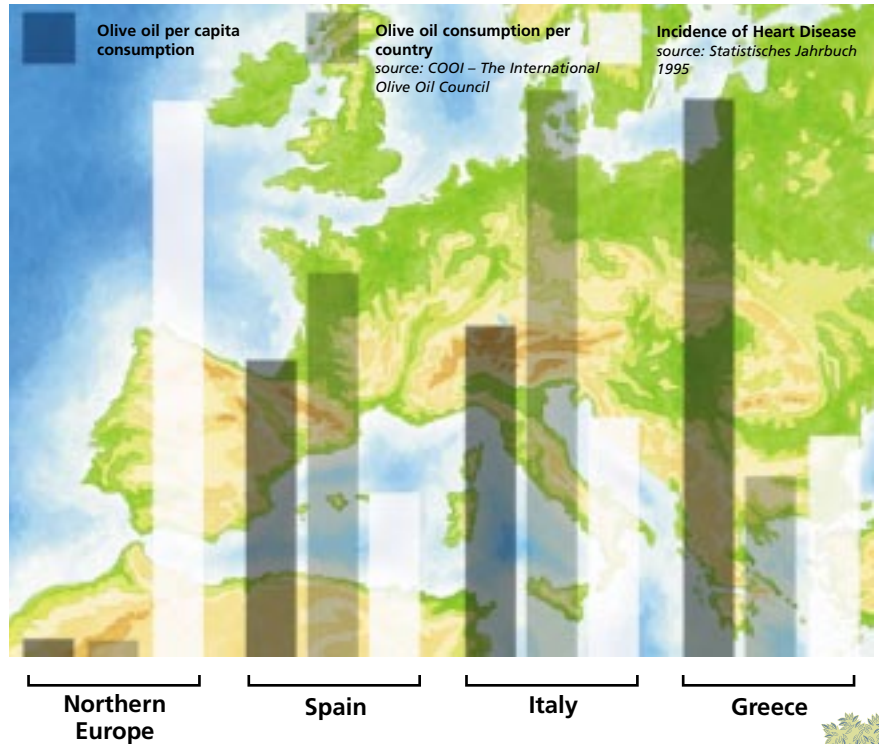 Olive oil per capita
consumption
Olive oil consumption per
country
source: COOI – The International
Olive Oil Council
Incidence of Heart Disease
source: Statistisches Jahrbuch
1995
Northern
Europe
Spain
Italy
Greece